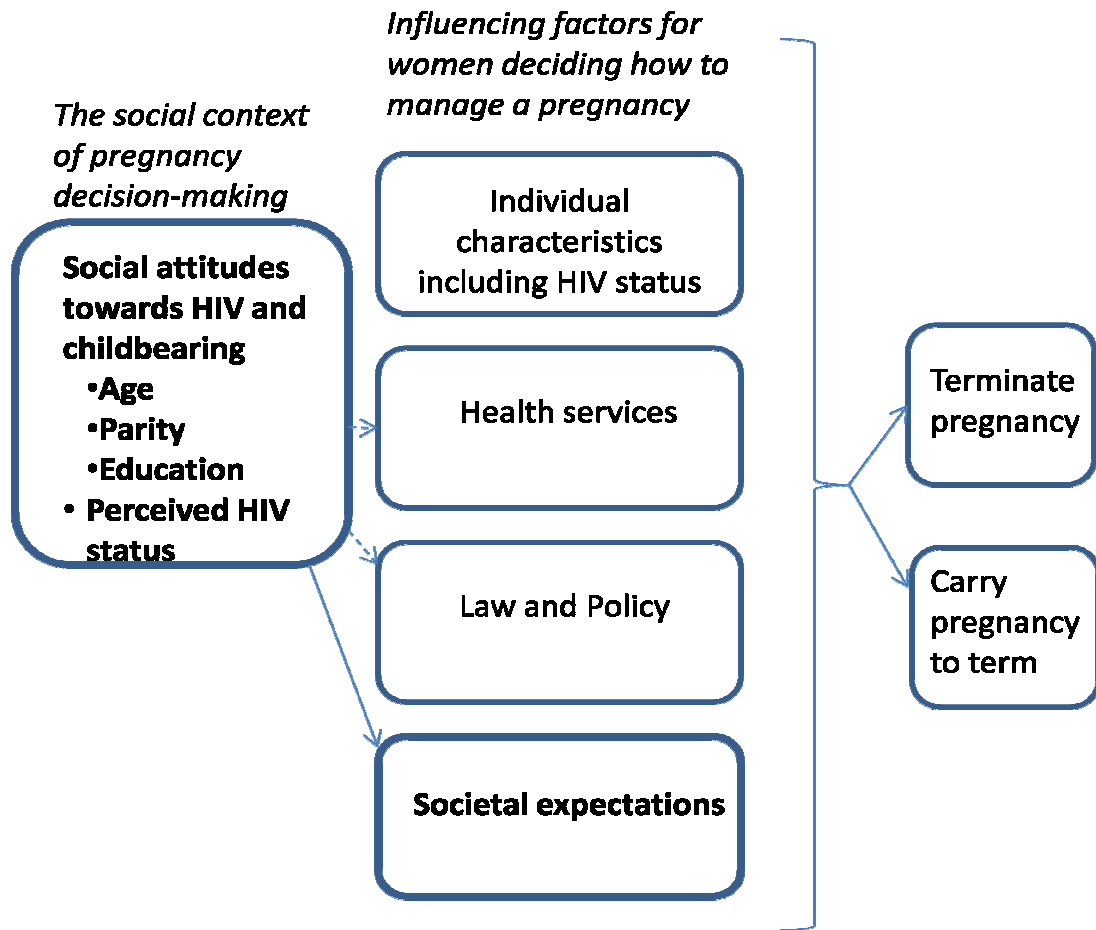 The social context
of pregnancy
decision-making
Social attitudes
towards HIV and
childbearing
•Age
•Parity
•Education
• Perceived HIV
status
Influencing factors for
women deciding how to
manage a pregnancy
Individual
characteristics
including HIV status
Health services
Law and Policy
Societal expectations
Terminate
pregnancy
Carry
pregnancy
to term